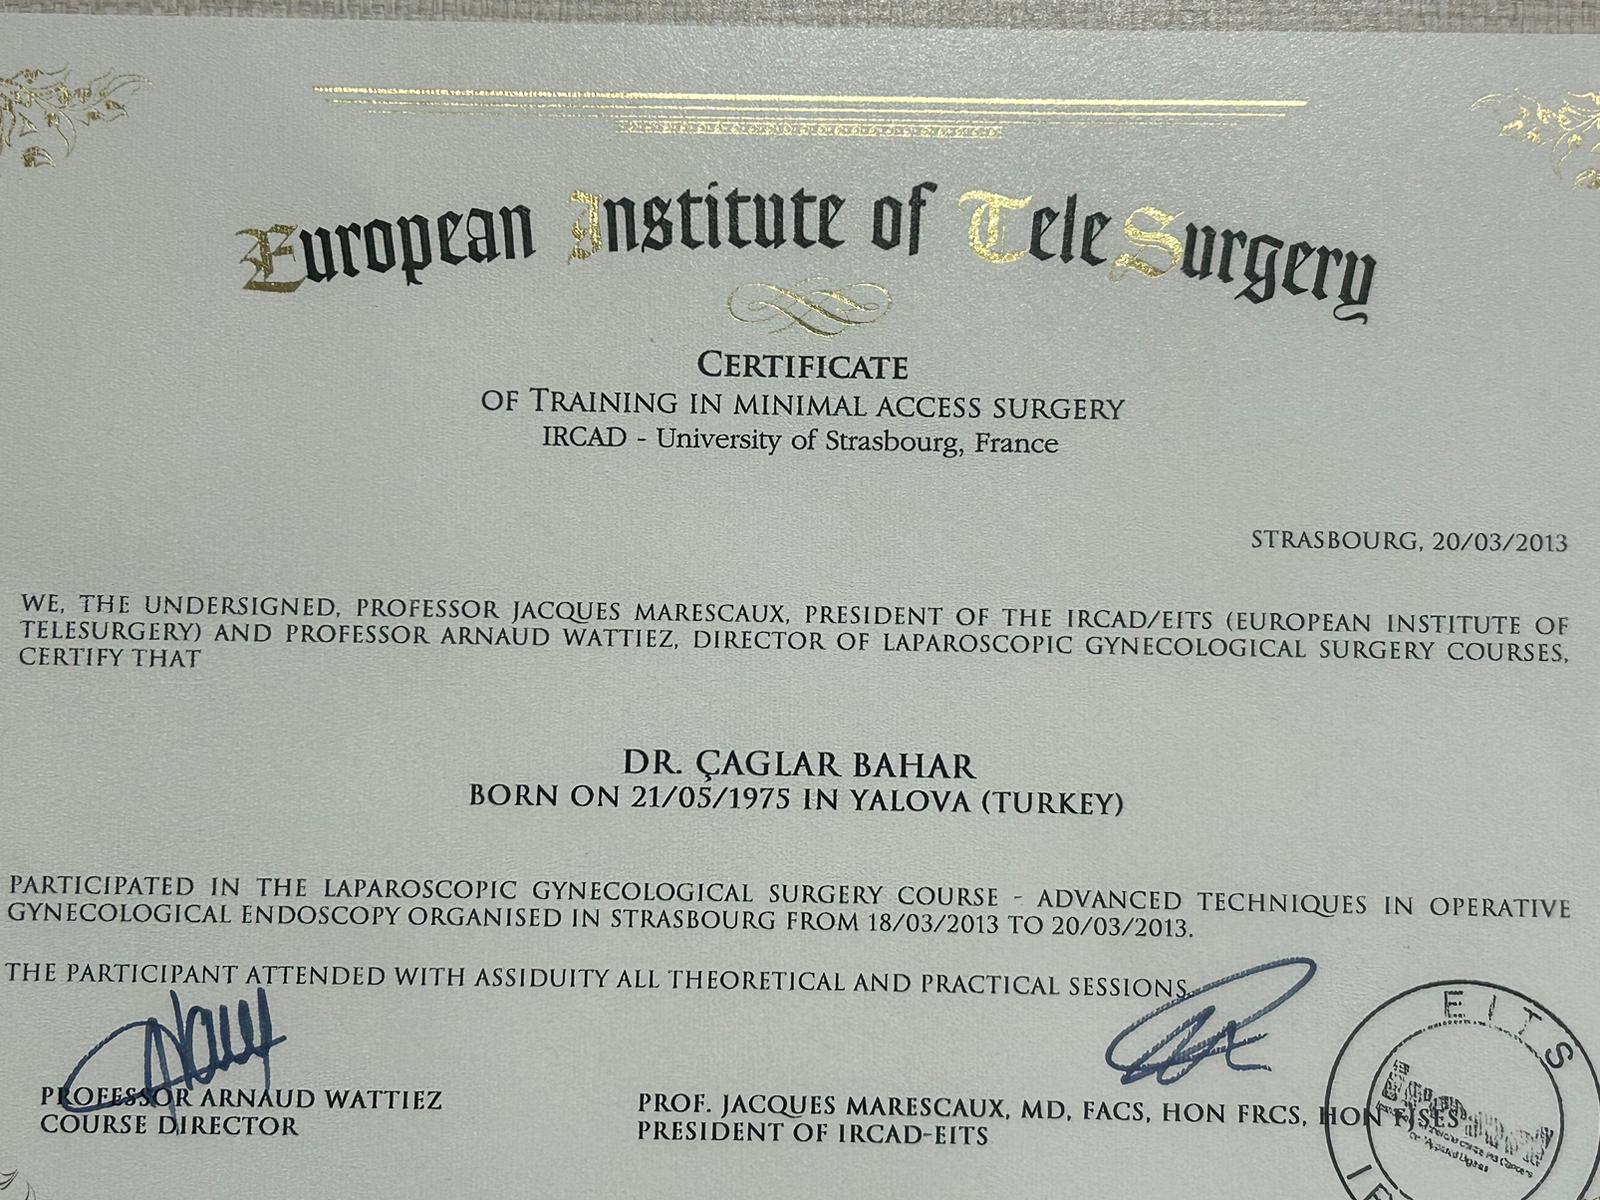 European Institute of TeleSurgery
CERTIFICATE
OF TRAINING IN MINIMAL ACCESS SURGERY
IRCAD - University of Strasbourg, France
STRASBOURG, 20/03/2013
WE, THE UNDERSIGNED, PROFESSOR JACQUES MARESCAUX, PRESIDENT OF THE IRCAD/EITS (EUROPEAN INSTITUTE OF
TELESURGERY) AND PROFESSOR ARNAUD WATTIEZ, DIRECTOR OF LAPAROSCOPIC GYNECOLOGICAL SURGERY COURSES,
CERTIFY THAT
DR. ÇAGLAR BAHAR
BORN ON 21/05/1975 IN YALOVA (TURKEY)
PARTICIPATED IN THE LAPAROSCOPIC GYNECOLOGICAL SURGERY COURSE - ADVANCED TECHNIQUES IN OPERATIVE
GYNECOLOGICAL ENDOSCOPY ORGANISED IN STRASBOURG FROM 18/03/2013 TO 20/03/2013.
THE PARTICIPANT ATTENDED WITH ASSIDUITY ALL THEORETICAL AND PRACTICAL SESSIONS.
PROFESSOR ARNAUD WATTIEZ
COURSE DIRECTOR
PROF. JACQUES MARESCAUX, MD, FACS, HON FRCS, HON FJSES
PRESIDENT OF IRCAD-EITS
EITS